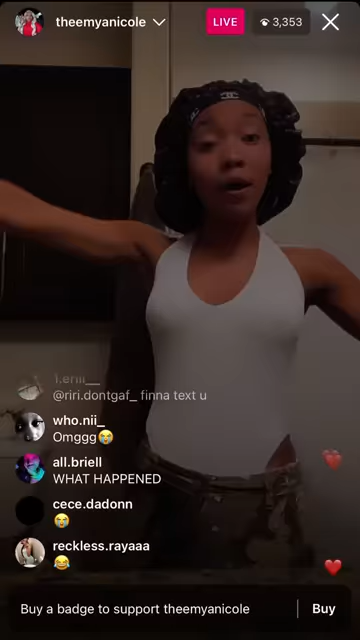 theemyanicole
LIVE
3,353
@riri.dontgaf_ finna text u
who.nii_
Omggg😭
all.briell
WHAT HAPPENED
cece.dadonn
😭
reckless.rayaaa
😂
Buy a badge to support theemyanicole
Buy